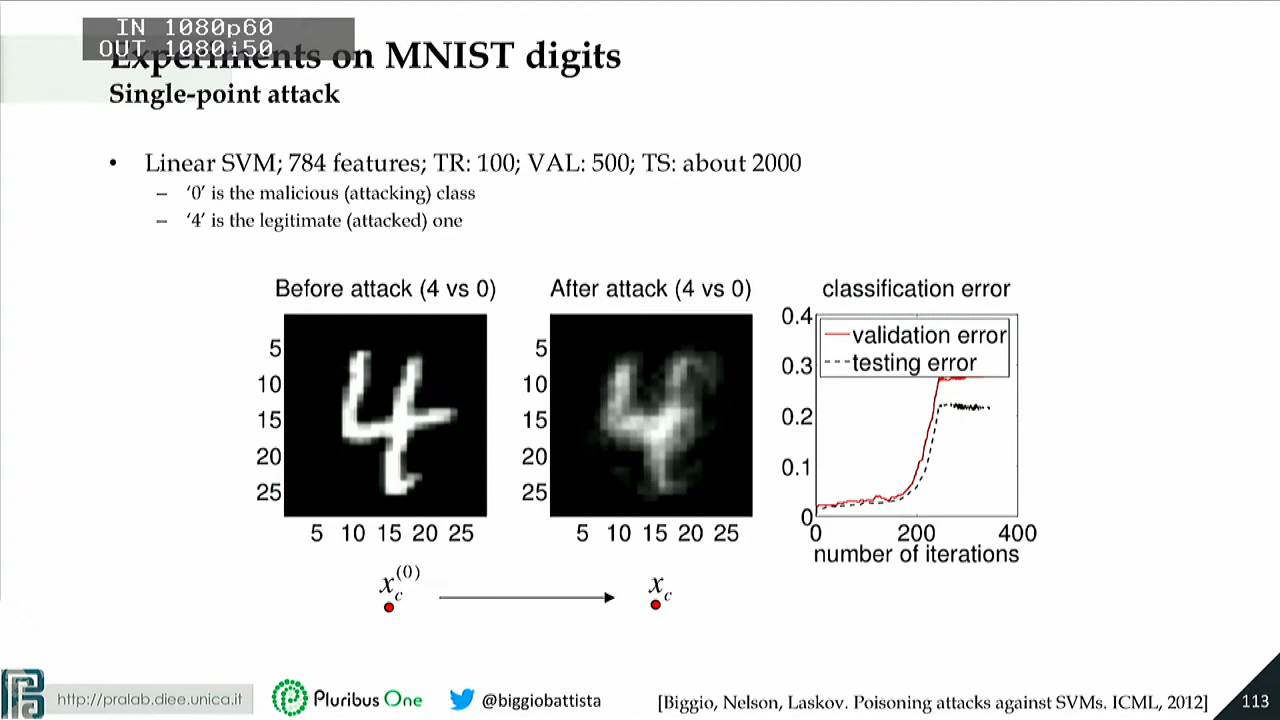 IN 1080p60
OUT 1080i50
Experiments on MNIST digits
Single-point attack
• Linear SVM; 784 features; TR: 100; VAL: 500; TS: about 2000
– ‘0’ is the malicious (attacking) class
– ‘4’ is the legitimate (attacked) one
Before attack (4 vs 0)
5
10
15
20
25
5 10 15 20 25
After attack (4 vs 0)
5
10
15
20
25
5 10 15 20 25
classification error
0.4
0.3
0.2
0.1
0
validation error
testing error
0 200 400
number of iterations
x_c^(0)
x_c
http://pralab.diee.unica.it
Pluribus One
@biggiobattista
[Biggio, Nelson, Laskov. Poisoning attacks against SVMs. ICML, 2012]
113